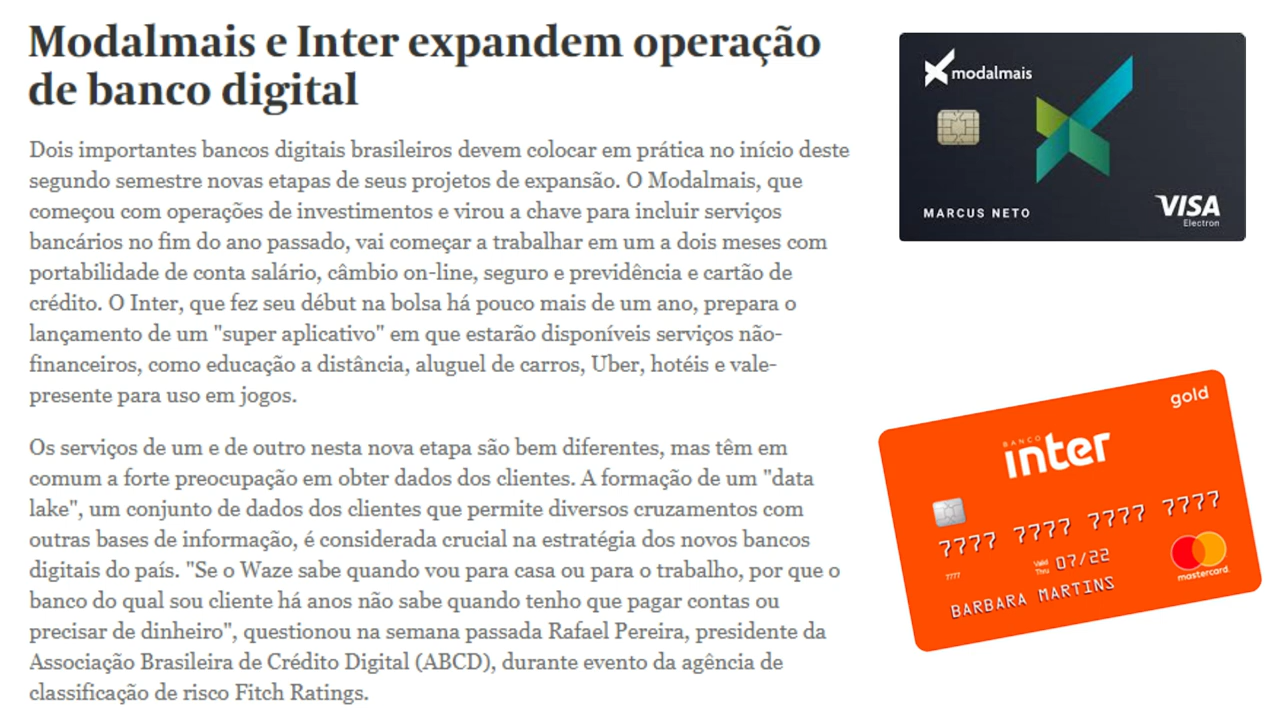 Modalmais e Inter expandem operação
de banco digital
Dois importantes bancos digitais brasileiros devem colocar em prática no início deste
segundo semestre novas etapas de seus projetos de expansão. O Modalmais, que
começou com operações de investimentos e virou a chave para incluir serviços
bancários no fim do ano passado, vai começar a trabalhar em um a dois meses com
portabilidade de conta salário, câmbio on-line, seguro e previdência e cartão de
crédito. O Inter, que fez seu début na bolsa há pouco mais de um ano, prepara o
lançamento de um "super aplicativo" em que estarão disponíveis serviços não-
financeiros, como educação a distância, aluguel de carros, Uber, hotéis e vale-
presente para uso em jogos.
Os serviços de um e de outro nesta nova etapa são bem diferentes, mas têm em
comum a forte preocupação em obter dados dos clientes. A formação de um "data
lake", um conjunto de dados dos clientes que permite diversos cruzamentos com
outras bases de informação, é considerada crucial na estratégia dos novos bancos
digitais do país. "Se o Waze sabe quando vou para casa ou para o trabalho, por que o
banco do qual sou cliente há anos não sabe quando tenho que pagar contas ou
precisar de dinheiro", questionou na semana passada Rafael Pereira, presidente da
Associação Brasileira de Crédito Digital (ABCD), durante evento da agência de
classificação de risco Fitch Ratings.
modalmais
MARCUS NETO
VISA
Electron
gold
BANCO
inter
7777 7777 7777 7777
7777
Valid
Thru
07/22
BARBARA MARTINS
mastercard.